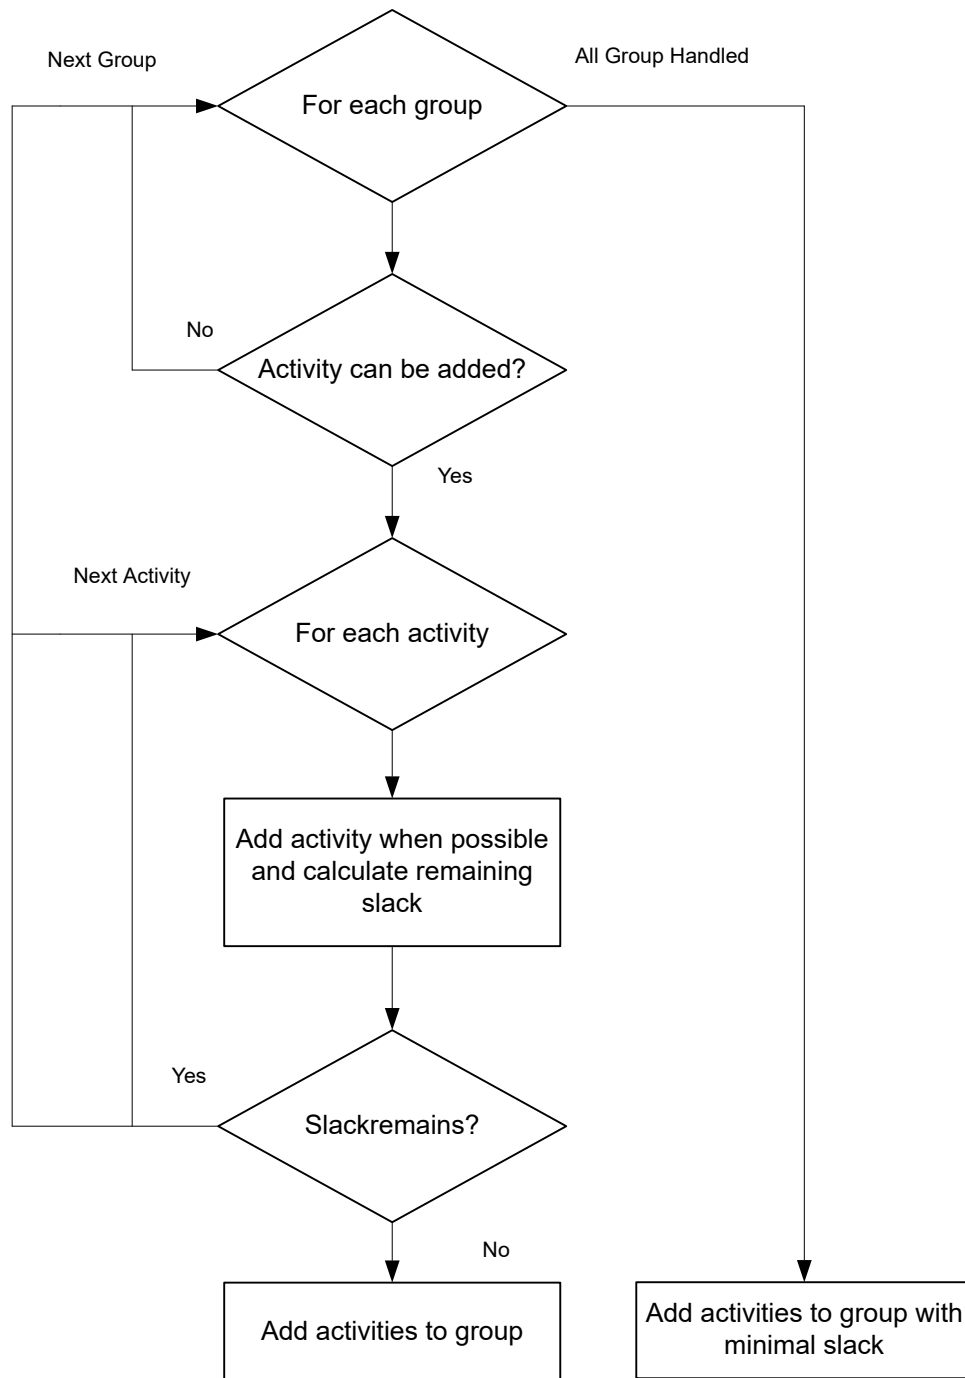 Next Group
All Group Handled
For each group
No
Activity can be added?
Yes
Next Activity
For each activity
Add activity when possible
and calculate remaining
slack
Yes
Slackremains?
No
Add activities to group
Add activities to group with
minimal slack